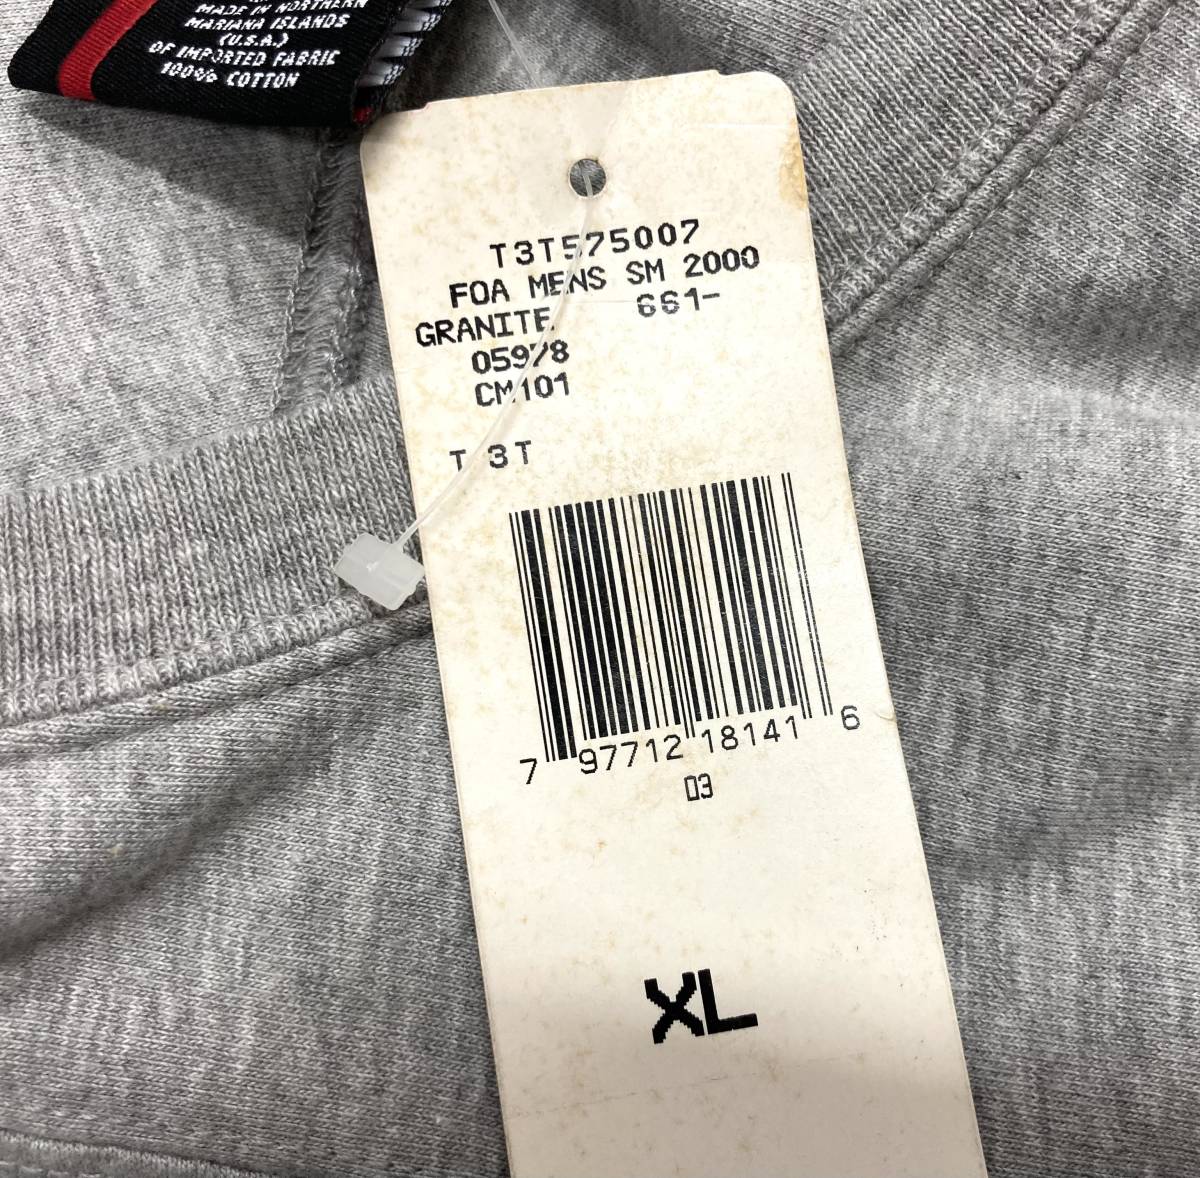 MADE IN NORTHERN
MARIANA ISLANDS
(U.S.A.)
OF IMPORTED FABRIC
100% COTTON
T3T575007
FOA MENS SM 2000
GRANITE 661-
05978
CM101
T 3T
7 97712 18141 6
03
XL